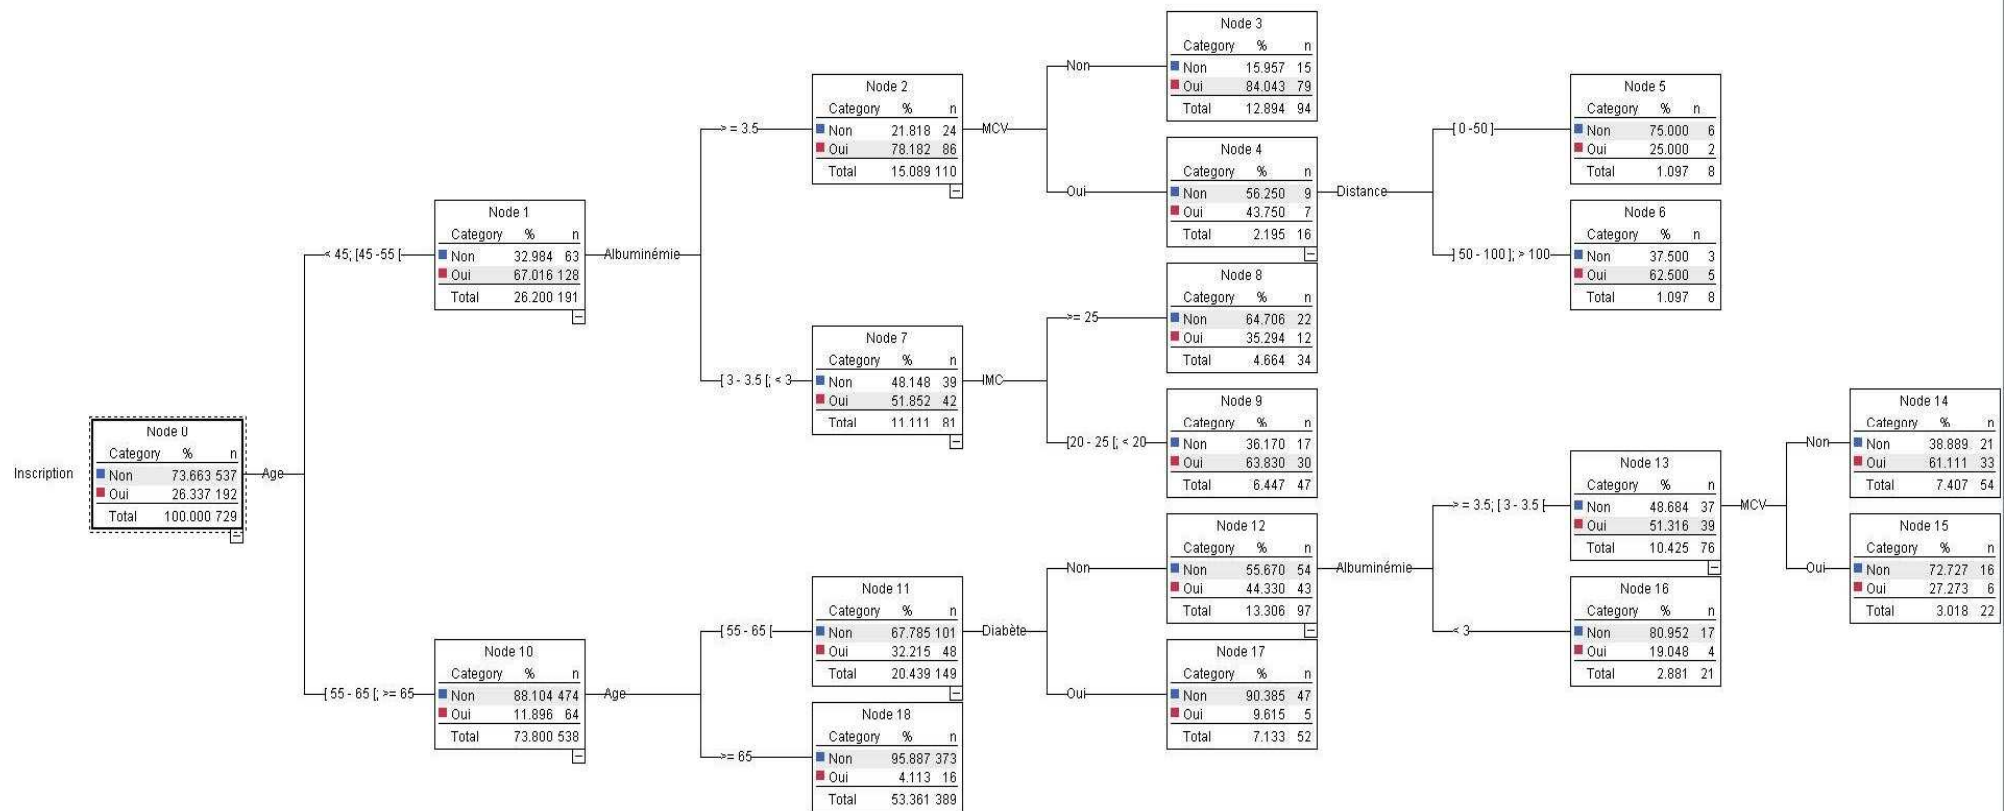 Inscription
Node 0
Category % n
Non 73.663 537
Oui 26.337 192
Total 100.000 729
Age
< 45; [45 -55 [
Node 1
Category % n
Non 32.984 63
Oui 67.016 128
Total 26.200 191
Albuminémie
> = 3.5
Node 2
Category % n
Non 21.818 24
Oui 78.182 86
Total 15.089 110
MCV
Non
Node 3
Category % n
Non 15.957 15
Oui 84.043 79
Total 12.894 94
Oui
Node 4
Category % n
Non 56.250 9
Oui 43.750 7
Total 2.195 16
Distance
[ 0 -50 ]
Node 5
Category % n
Non 75.000 6
Oui 25.000 2
Total 1.097 8
] 50 - 100 ]; > 100
Node 6
Category % n
Non 37.500 3
Oui 62.500 5
Total 1.097 8
[ 3 - 3.5 [; < 3
Node 7
Category % n
Non 48.148 39
Oui 51.852 42
Total 11.111 81
IMC
>= 25
Node 8
Category % n
Non 64.706 22
Oui 35.294 12
Total 4.664 34
[20 - 25 [; < 20
Node 9
Category % n
Non 36.170 17
Oui 63.830 30
Total 6.447 47
[ 55 - 65 [; >= 65
Node 10
Category % n
Non 88.104 474
Oui 11.896 64
Total 73.800 538
Age
[ 55 - 65 [
Node 11
Category % n
Non 67.785 101
Oui 32.215 48
Total 20.439 149
Diabète
Non
Node 12
Category % n
Non 55.670 54
Oui 44.330 43
Total 13.306 97
Albuminémie
> = 3.5; [ 3 - 3.5 [
Node 13
Category % n
Non 48.684 37
Oui 51.316 39
Total 10.425 76
MCV
Non
Node 14
Category % n
Non 38.889 21
Oui 61.111 33
Total 7.407 54
Oui
Node 15
Category % n
Non 72.727 16
Oui 27.273 6
Total 3.018 22
< 3
Node 16
Category % n
Non 80.952 17
Oui 19.048 4
Total 2.881 21
Oui
Node 17
Category % n
Non 90.385 47
Oui 9.615 5
Total 7.133 52
>= 65
Node 18
Category % n
Non 95.887 373
Oui 4.113 16
Total 53.361 389